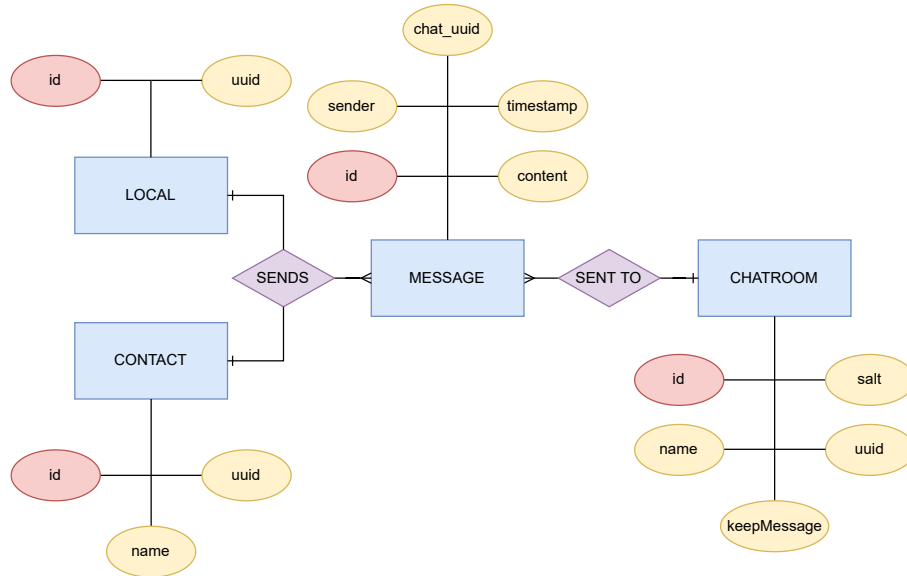 chat_uuid
id
uuid
sender
timestamp
LOCAL
id
content
SENDS
MESSAGE
SENT TO
CHATROOM
CONTACT
id
salt
name
uuid
id
uuid
keepMessage
name